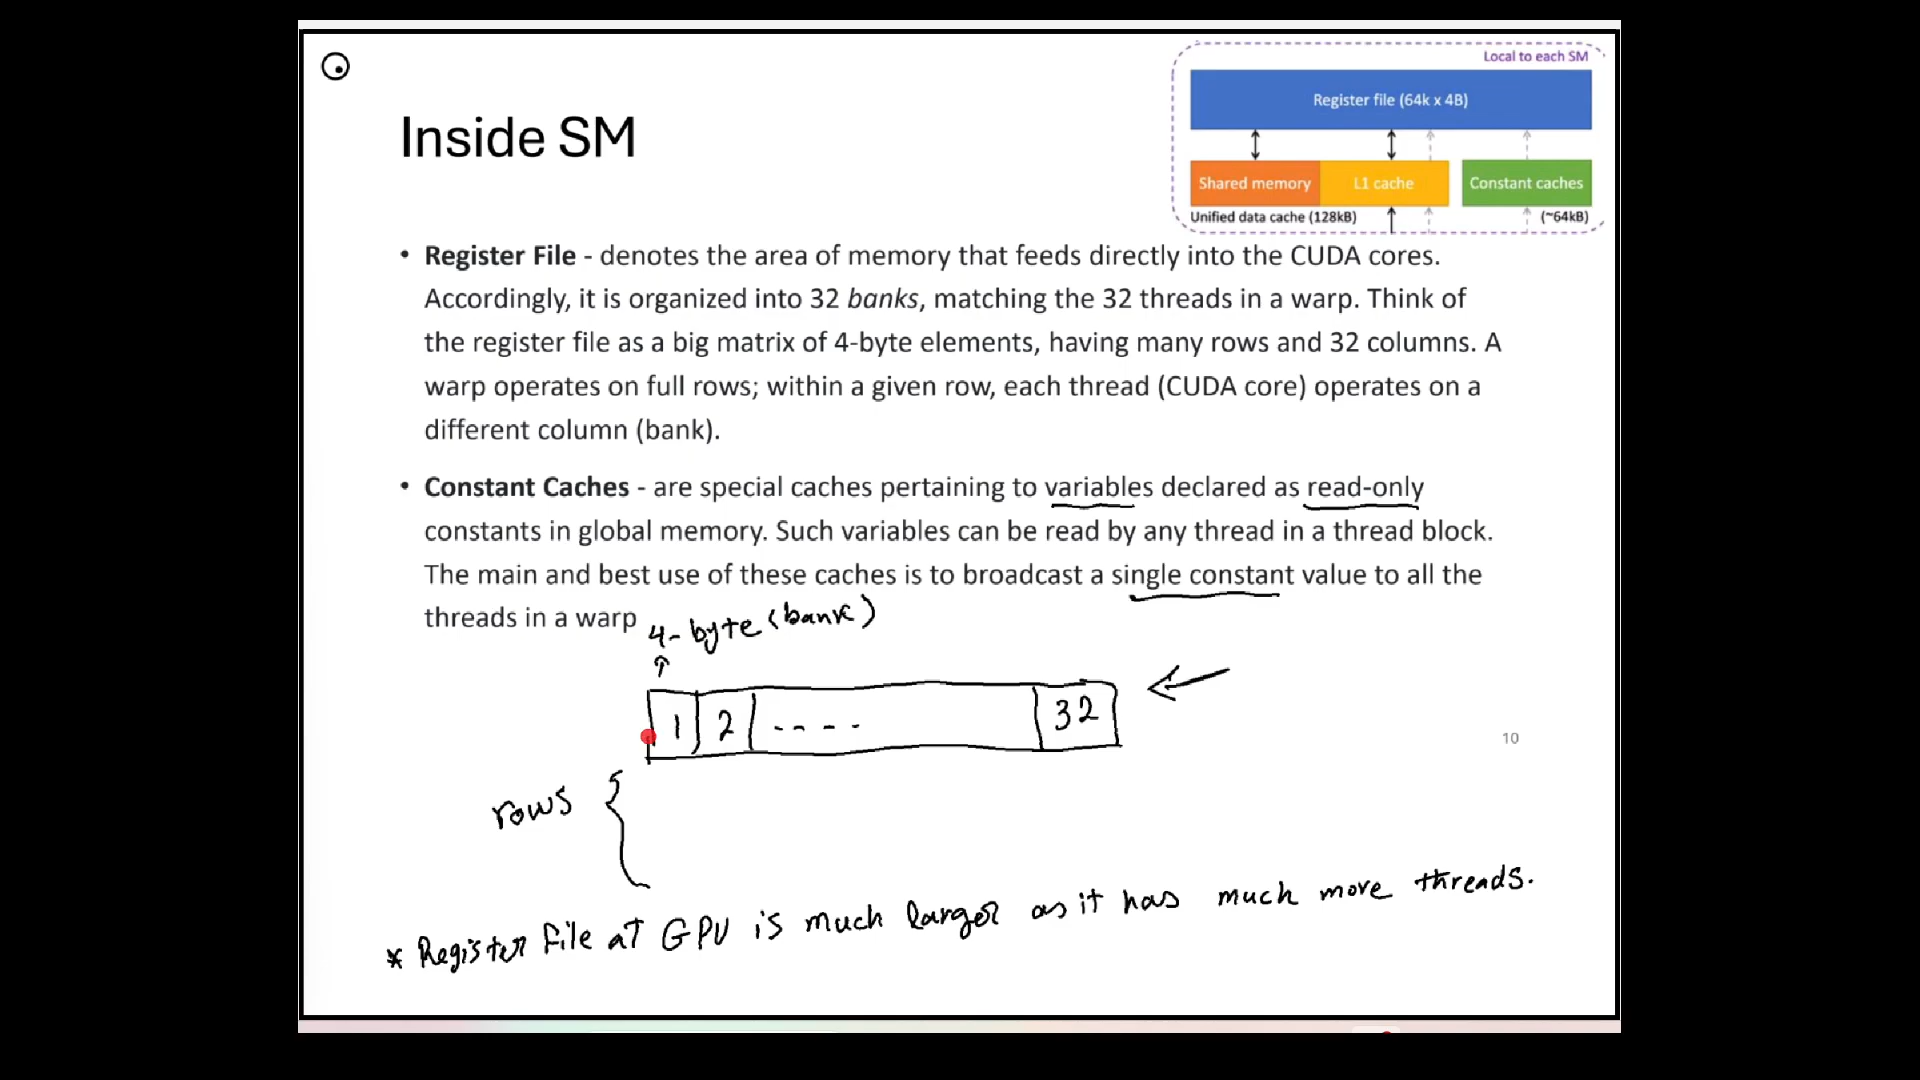 Local to each SM
Register file (64k x 4B)
Shared memory
L1 cache
Constant caches
Unified data cache (128kB)
(~64kB)
Inside SM
• Register File - denotes the area of memory that feeds directly into the CUDA cores.
Accordingly, it is organized into 32 banks, matching the 32 threads in a warp. Think of
the register file as a big matrix of 4-byte elements, having many rows and 32 columns. A
warp operates on full rows; within a given row, each thread (CUDA core) operates on a
different column (bank).
• Constant Caches - are special caches pertaining to variables declared as read-only
constants in global memory. Such variables can be read by any thread in a thread block.
The main and best use of these caches is to broadcast a single constant value to all the
threads in a warp
4-byte (bank)
1 2 ---- 32
10
rows
* Register File at GPU is much larger as it has much more threads.